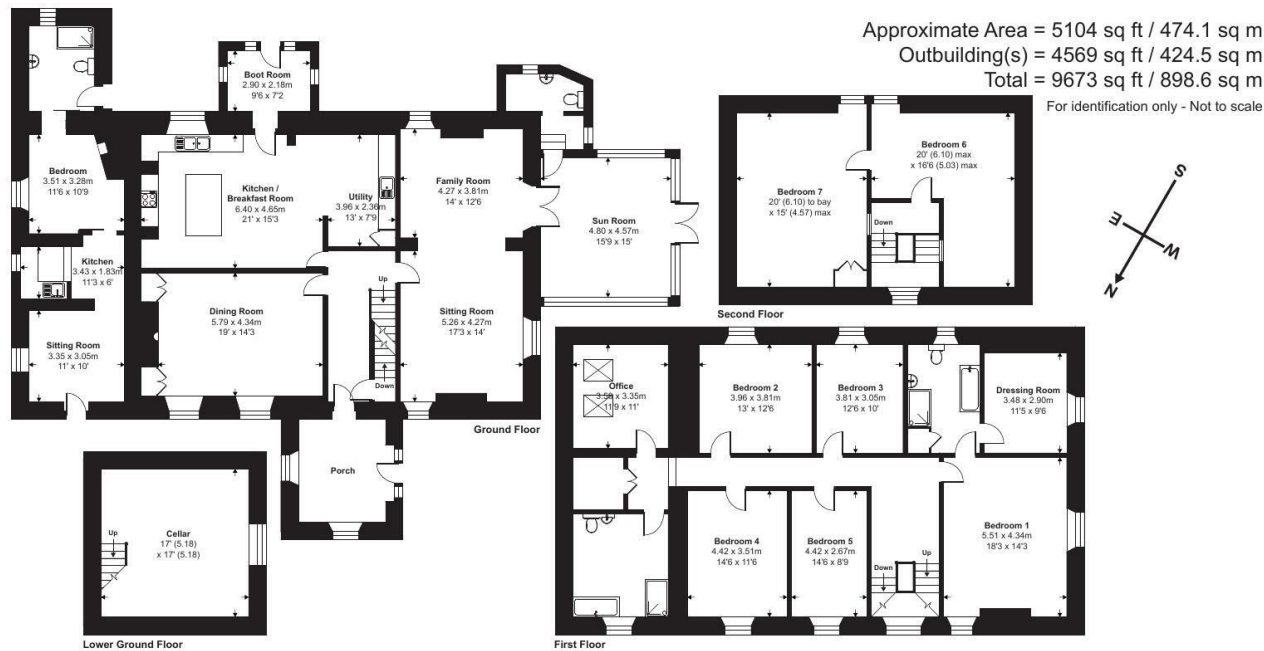 Approximate Area = 5104 sq ft / 474.1 sq m
Outbuilding(s) = 4569 sq ft / 424.5 sq m
Total = 9673 sq ft / 898.6 sq m
For identification only - Not to scale
Boot Room
2.90 x 2.18m
9'6 x 7'2
Bedroom
3.51 x 3.28m
11'6 x 10'9
Kitchen /
Breakfast Room
6.40 x 4.65m
21' x 15'3
Utility
3.96 x 2.36m
13' x 7'9
Family Room
4.27 x 3.81m
14' x 12'6
Sun Room
4.80 x 4.57m
15'9 x 15'
Kitchen
3.43 x 1.83m
11'3 x 6'
Sitting Room
3.35 x 3.05m
11' x 10'
Dining Room
5.79 x 4.34m
19' x 14'3
Up
Down
Sitting Room
5.26 x 4.27m
17'3 x 14'
Ground Floor
Porch
Bedroom 7
20' (6.10) to bay
x 15' (4.57) max
Bedroom 6
20' (6.10) max
x 16'6 (5.03) max
Down
Second Floor
S
E
W
N
Cellar
17' (5.18)
x 17' (5.18)
Up
Lower Ground Floor
Office
3.58 x 3.35m
11'9 x 11'
Bedroom 2
3.96 x 3.81m
13' x 12'6
Bedroom 3
3.81 x 3.05m
12'6 x 10'
Dressing Room
3.48 x 2.90m
11'5 x 9'6
Bedroom 4
4.42 x 3.51m
14'6 x 11'6
Bedroom 5
4.42 x 2.67m
14'6 x 8'9
Down
Up
Bedroom 1
5.51 x 4.34m
18'3 x 14'3
First Floor